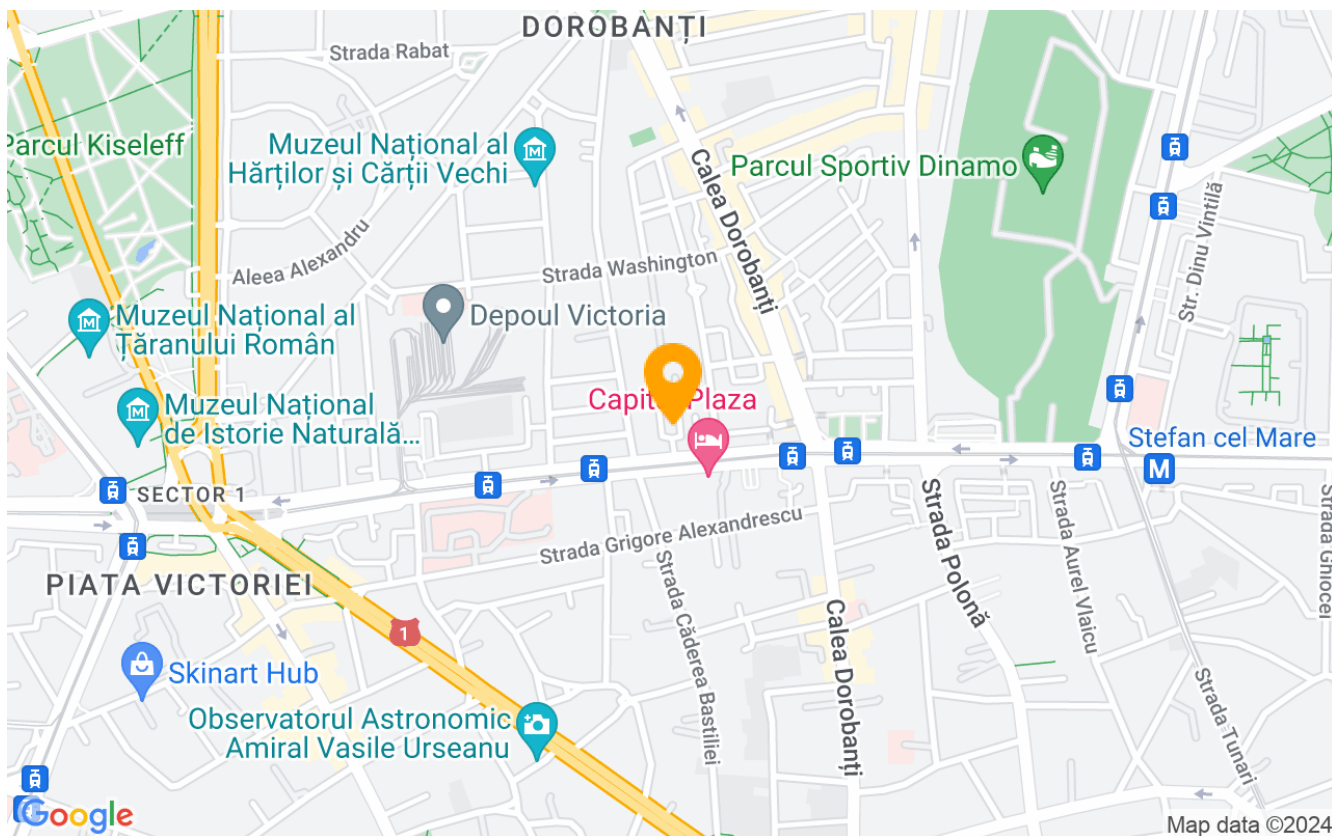 DOROBANȚI
Strada Rabat
Parcul Kiseleff
Muzeul Național al
Hărților și Cărții Vechi
Calea Dorobanți
Parcul Sportiv Dinamo
Str. Dinu Vintilă
Aleea Alexandru
Strada Washington
Muzeul Național al
Țăranului Român
Depoul Victoria
Muzeul Național
de Istorie Naturală...
Plaza
Stefan cel Mare
M
SECTOR 1
Strada Grigore Alexandrescu
Strada Polonă
Strada Aurel Vlaicu
Strada Ghiocei
PIATA VICTORIEI
1
Strada Căderea Bastiliei
Calea Dorobanți
Strada Tunari
Skinart Hub
Observatorul Astronomic
Amiral Vasile Urseanu
Google
Map data ©2024